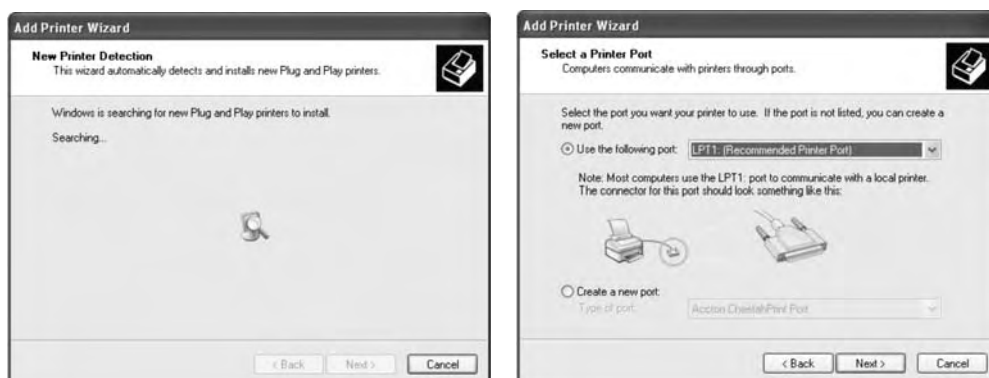 Add Printer Wizard
New Printer Detection
This wizard automatically detects and installs new Plug and Play printers.
Windows is searching for new Plug and Play printers to install.
Searching...
< Back
Next >
Cancel
Add Printer Wizard
Select a Printer Port
Computers communicate with printers through ports.
Select the port you want your printer to use. If the port is not listed, you can create a
new port.
Use the following port:
LPT1: (Recommended Printer Port)
Note: Most computers use the LPT1: port to communicate with a local printer.
The connector for this port should look something like this:
Create a new port:
Type of port:
Accton CheetahPrint Port
< Back
Next >
Cancel